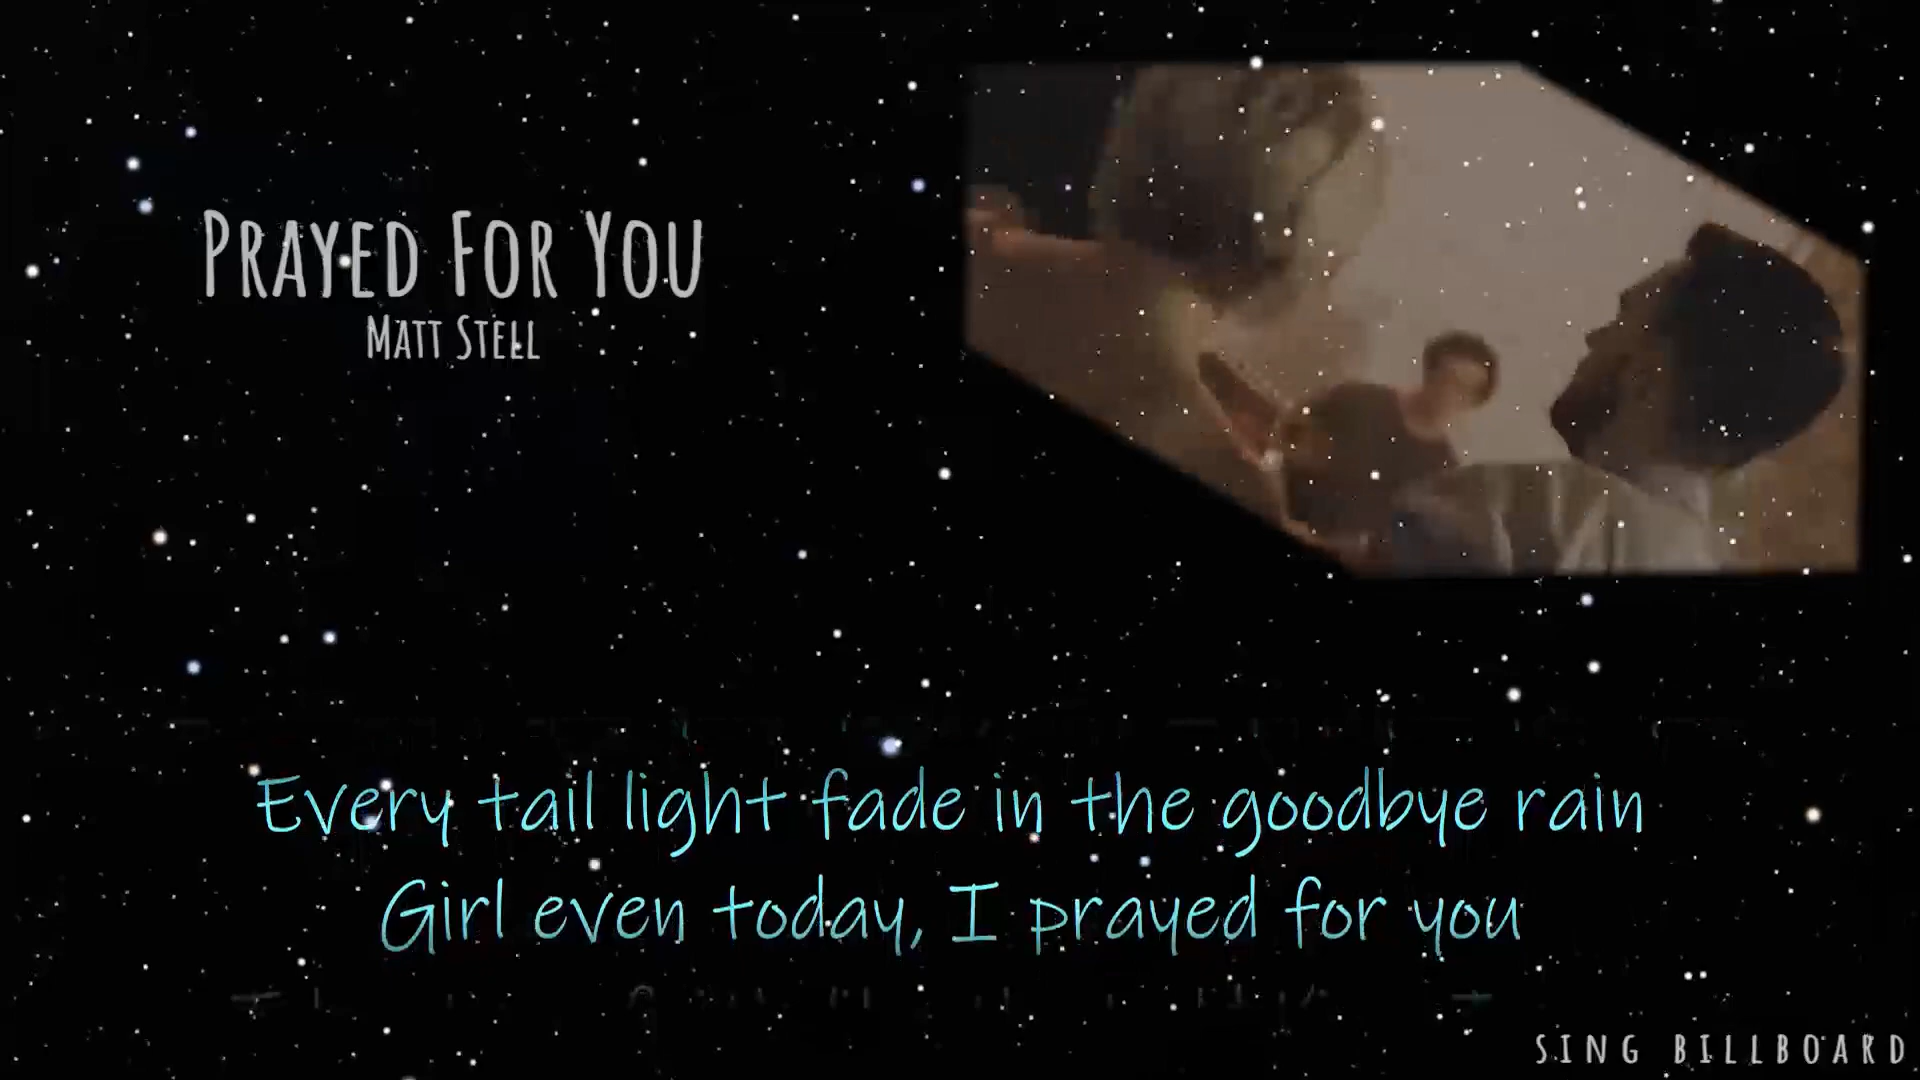 Prayed For You
Matt Stell
Every tail light fade in the goodbye rain
Girl even today, I prayed for you
SING BILLBOARD